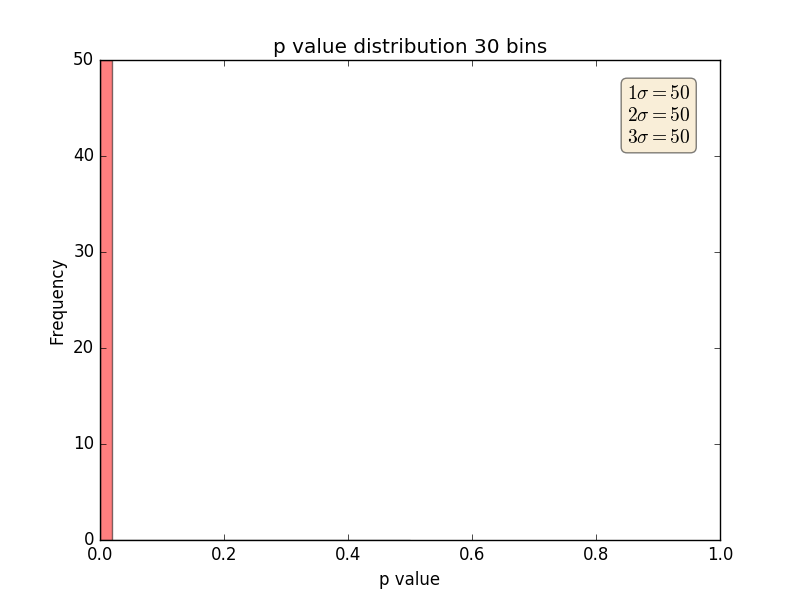 p value distribution 30 bins
1σ = 50
2σ = 50
3σ = 50
50
40
30
20
10
0
Frequency
0.0 0.2 0.4 0.6 0.8 1.0
p value